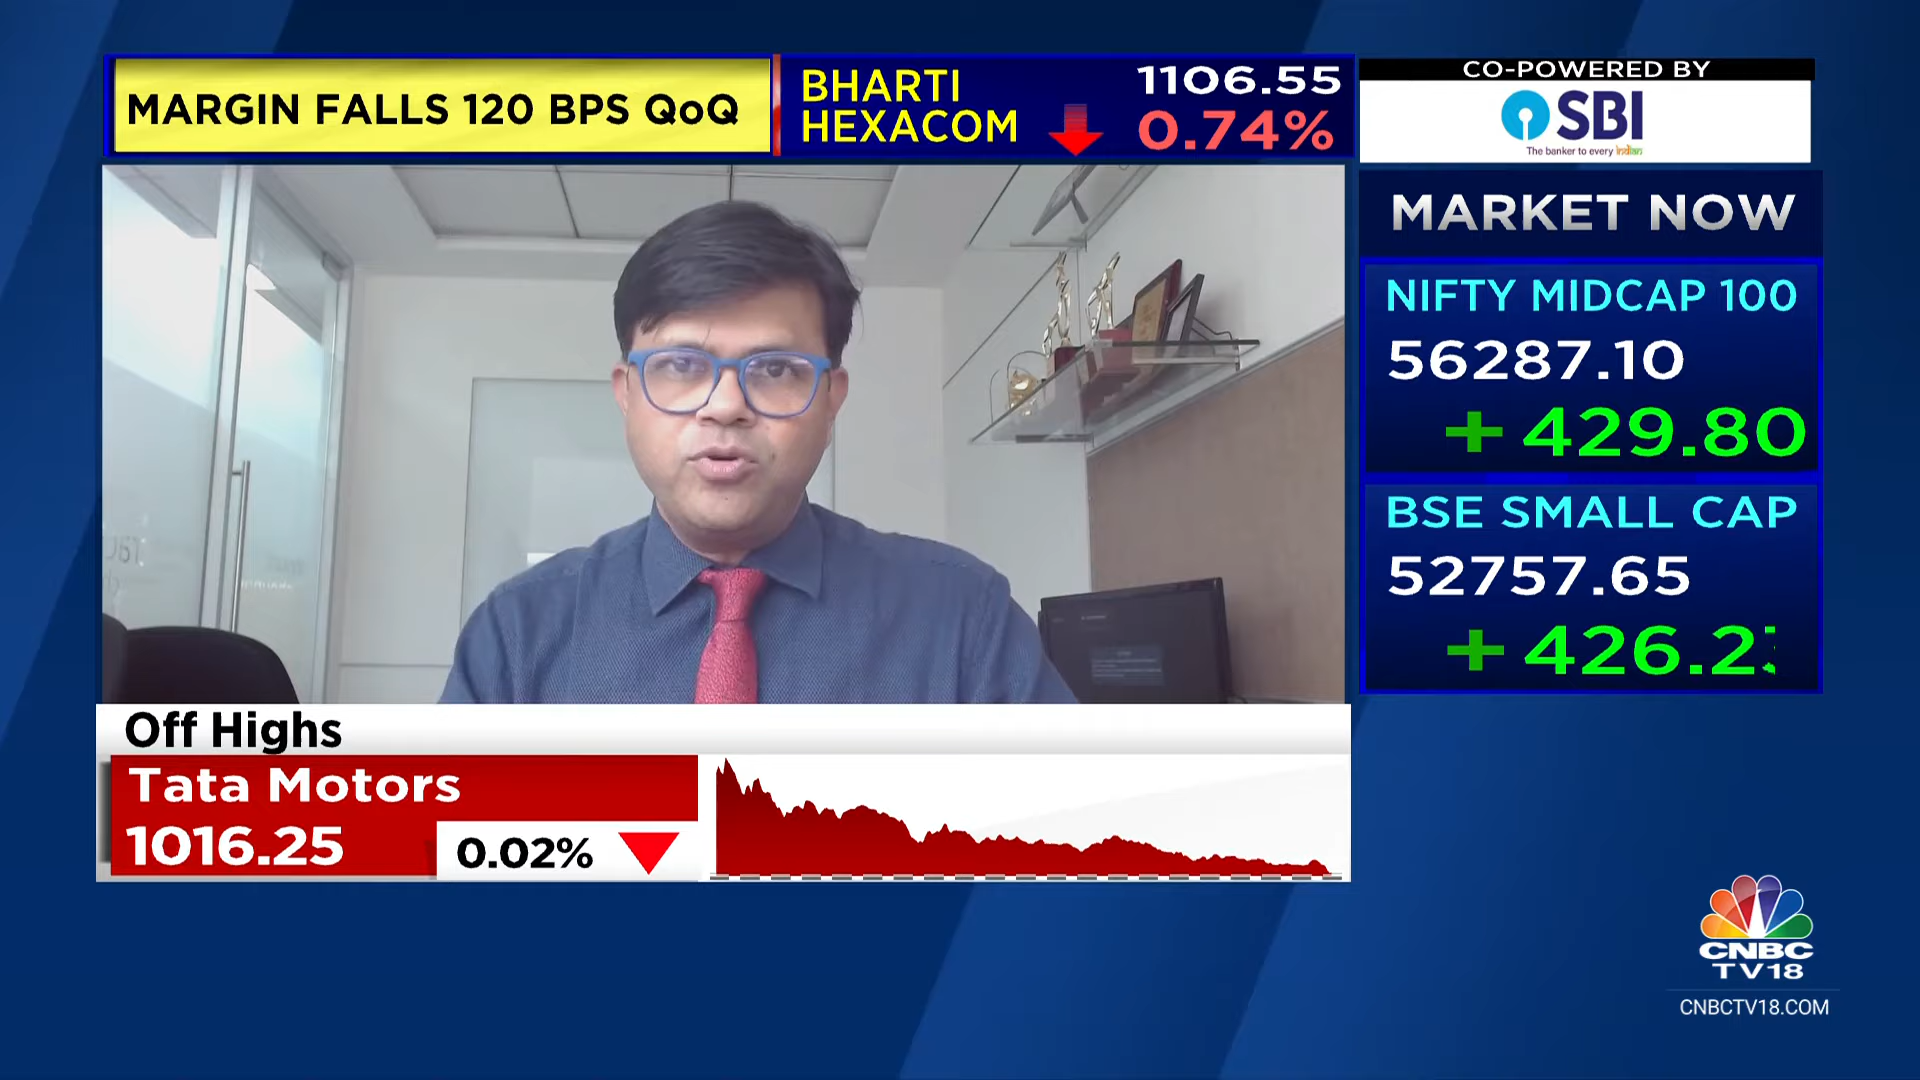 MARGIN FALLS 120 BPS QoQ
BHARTI
HEXACOM
1106.55
0.74%
CO-POWERED BY
SBI
The banker to every indian
MARKET NOW
NIFTY MIDCAP 100
56287.10
+ 429.80
BSE SMALL CAP
52757.65
+ 426.2
Off Highs
Tata Motors
1016.25
0.02%
CNBC
TV18
CNBCTV18.COM